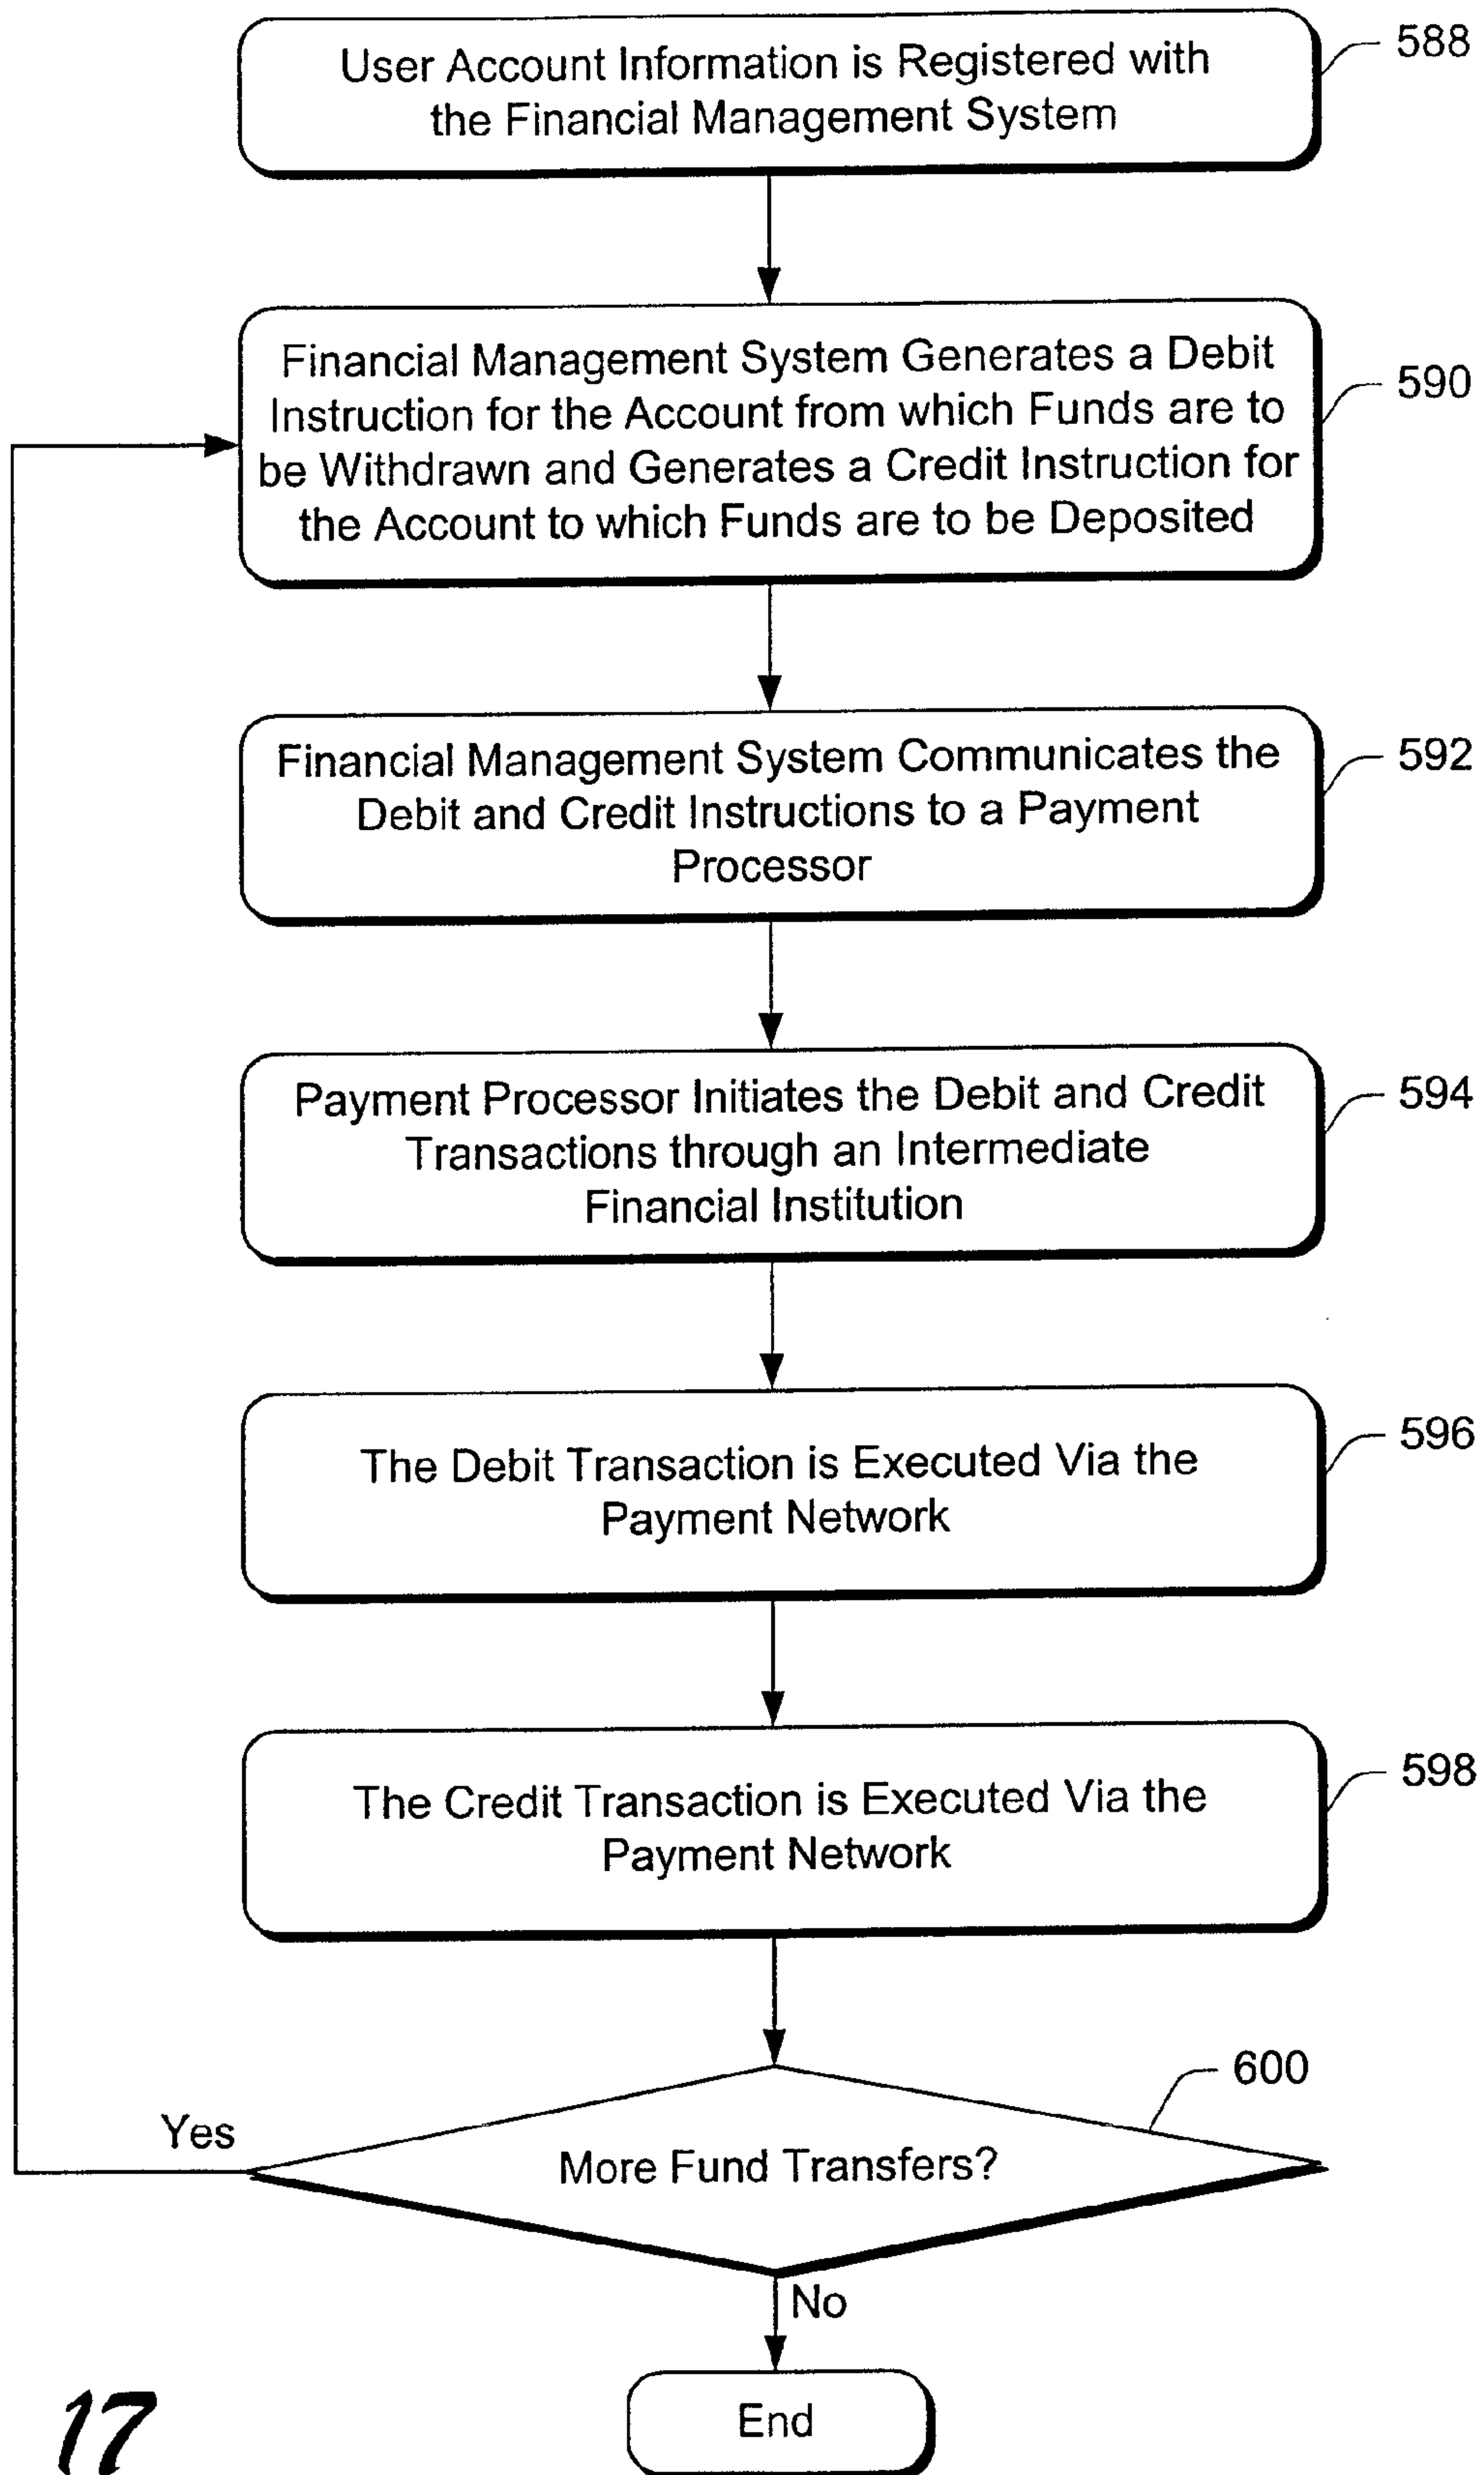 User Account Information is Registered with
the Financial Management System
588
Financial Management System Generates a Debit
Instruction for the Account from which Funds are to
be Withdrawn and Generates a Credit Instruction for
the Account to which Funds are to be Deposited
590
Financial Management System Communicates the
Debit and Credit Instructions to a Payment
Processor
592
Payment Processor Initiates the Debit and Credit
Transactions through an Intermediate
Financial Institution
594
The Debit Transaction is Executed Via the
Payment Network
596
The Credit Transaction is Executed Via the
Payment Network
598
600
Yes
More Fund Transfers?
No
End
17